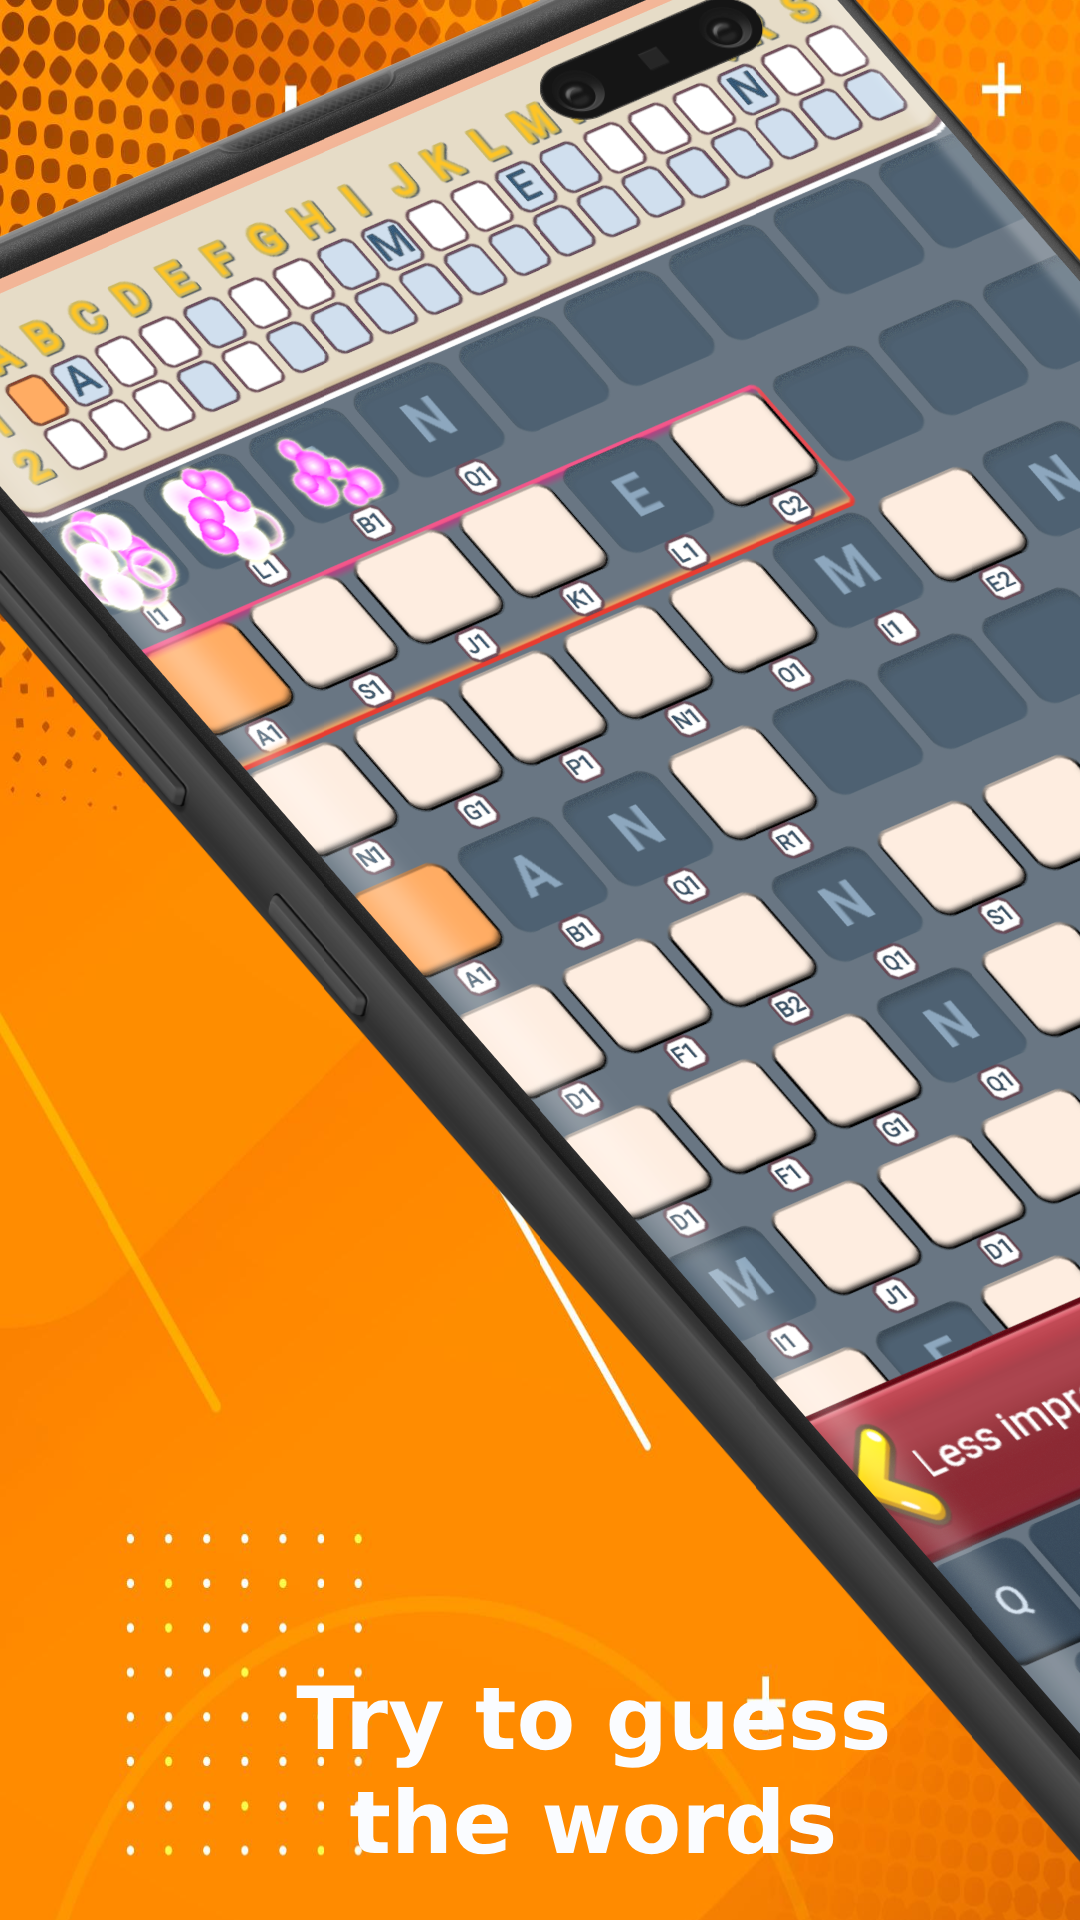 A B C D E F G H I J K L M S
1 A M E N
2
N
I1 L1 B1 Q1
E
A1 S1 J1 K1 L1 C2
M N
N1 G1 P1 N1 O1 I1 E2
A N
A1 B1 Q1 R1
N
D1 F1 B2 Q1 S1
N
D1 F1 G1 Q1
M
I1 J1 D1
Less impr
Q
Try to guess
the words